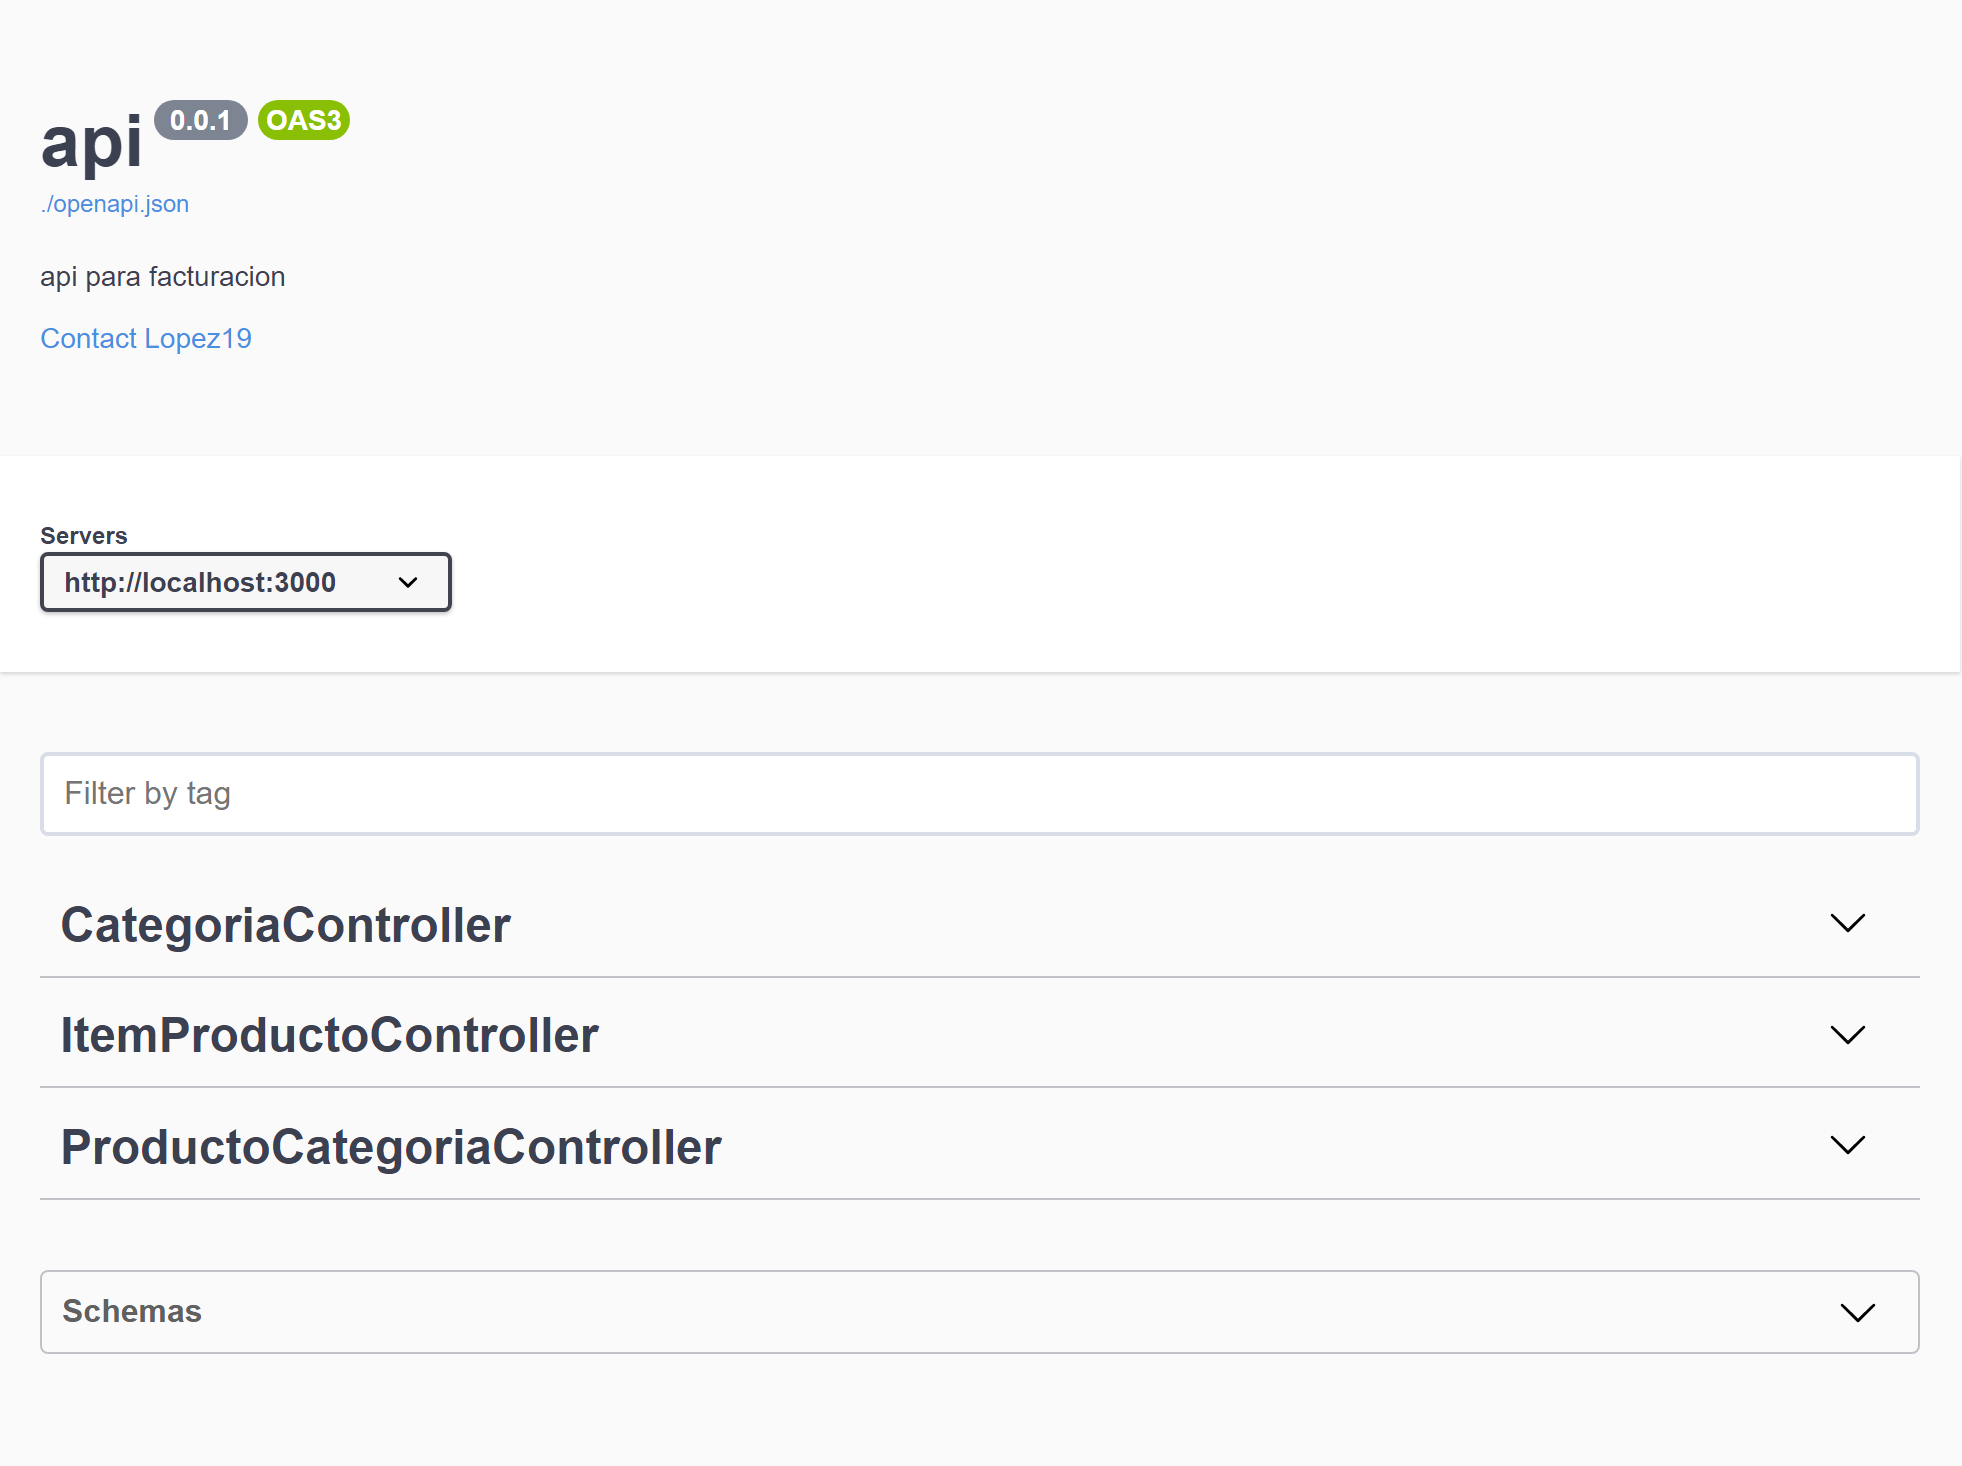 api 0.0.1 OAS3
./openapi.json
api para facturacion
Contact Lopez19
Servers
http://localhost:3000
Filter by tag
CategoriaController
ItemProductoController
ProductoCategoriaController
Schemas